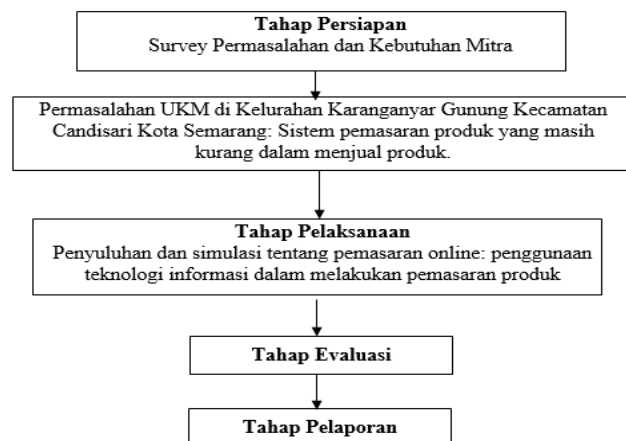 Tahap Persiapan
Survey Permasalahan dan Kebutuhan Mitra
Permasalahan UKM di Kelurahan Karanganyar Gunung Kecamatan
Candisari Kota Semarang: Sistem pemasaran produk yang masih
kurang dalam menjual produk.
Tahap Pelaksanaan
Penyuluhan dan simulasi tentang pemasaran online: penggunaan
teknologi informasi dalam melakukan pemasaran produk
Tahap Evaluasi
Tahap Pelaporan